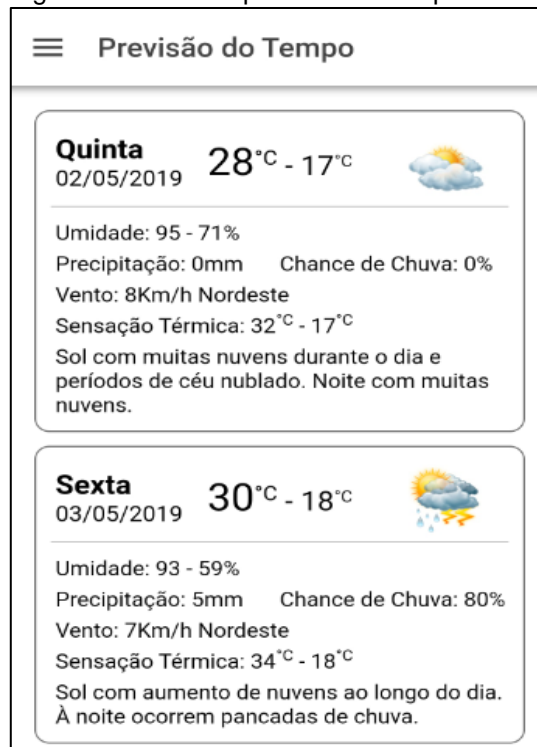 Previsão do Tempo
Quinta
02/05/2019
28°C - 17°C
Umidade: 95 - 71%
Precipitação: 0mm Chance de Chuva: 0%
Vento: 8Km/h Nordeste
Sensação Térmica: 32°C - 17°C
Sol com muitas nuvens durante o dia e
períodos de céu nublado. Noite com muitas
nuvens.
Sexta
03/05/2019
30°C - 18°C
Umidade: 93 - 59%
Precipitação: 5mm Chance de Chuva: 80%
Vento: 7Km/h Nordeste
Sensação Térmica: 34°C - 18°C
Sol com aumento de nuvens ao longo do dia.
À noite ocorrem pancadas de chuva.